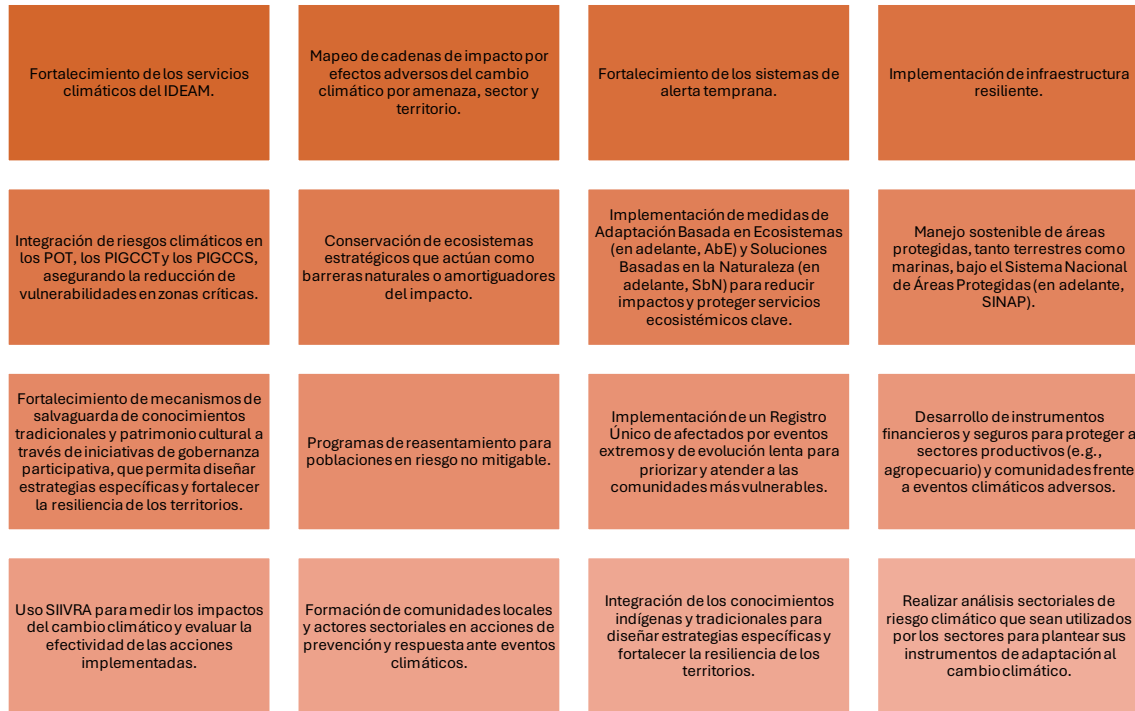 Fortalecimiento de los servicios
climáticos del IDEAM.
Mapeo de cadenas de impacto por
efectos adversos del cambio
climático por amenaza, sector y
territorio.
Fortalecimiento de los sistemas de
alerta temprana.
Implementación de infraestructura
resiliente.
Integración de riesgos climáticos en
los POT, los PIGCCT y los PIGCCS,
asegurando la reducción de
vulnerabilidades en zonas críticas.
Conservación de ecosistemas
estratégicos que actúan como
barreras naturales o amortiguadores
del impacto.
Implementación de medidas de
Adaptación Basada en Ecosistemas
(en adelante, AbE) y Soluciones
Basadas en la Naturaleza (en
adelante, SbN) para reducir
impactos y proteger servicios
ecosistémicos clave.
Manejo sostenible de áreas
protegidas, tanto terrestres como
marinas, bajo el Sistema Nacional
de Áreas Protegidas (en adelante,
SINAP).
Fortalecimiento de mecanismos de
salvaguarda de conocimientos
tradicionales y patrimonio cultural a
través de iniciativas de gobernanza
participativa, que permita diseñar
estrategias específicas y fortalecer
la resiliencia de los territorios.
Programas de reasentamiento para
poblaciones en riesgo no mitigable.
Implementación de un Registro
Único de afectados por eventos
extremos y de evolución lenta para
priorizar y atender a las
comunidades más vulnerables.
Desarrollo de instrumentos
financieros y seguros para proteger a
sectores productivos (e.g.,
agropecuario) y comunidades frente
a eventos climáticos adversos.
Uso SIIVRA para medir los impactos
del cambio climático y evaluar la
efectividad de las acciones
implementadas.
Formación de comunidades locales
y actores sectoriales en acciones de
prevención y respuesta ante eventos
climáticos.
Integración de los conocimientos
indígenas y tradicionales para
diseñar estrategias específicas y
fortalecer la resiliencia de los
territorios.
Realizar análisis sectoriales de
riesgo climático que sean utilizados
por los sectores para plantear sus
instrumentos de adaptación al
cambio climático.